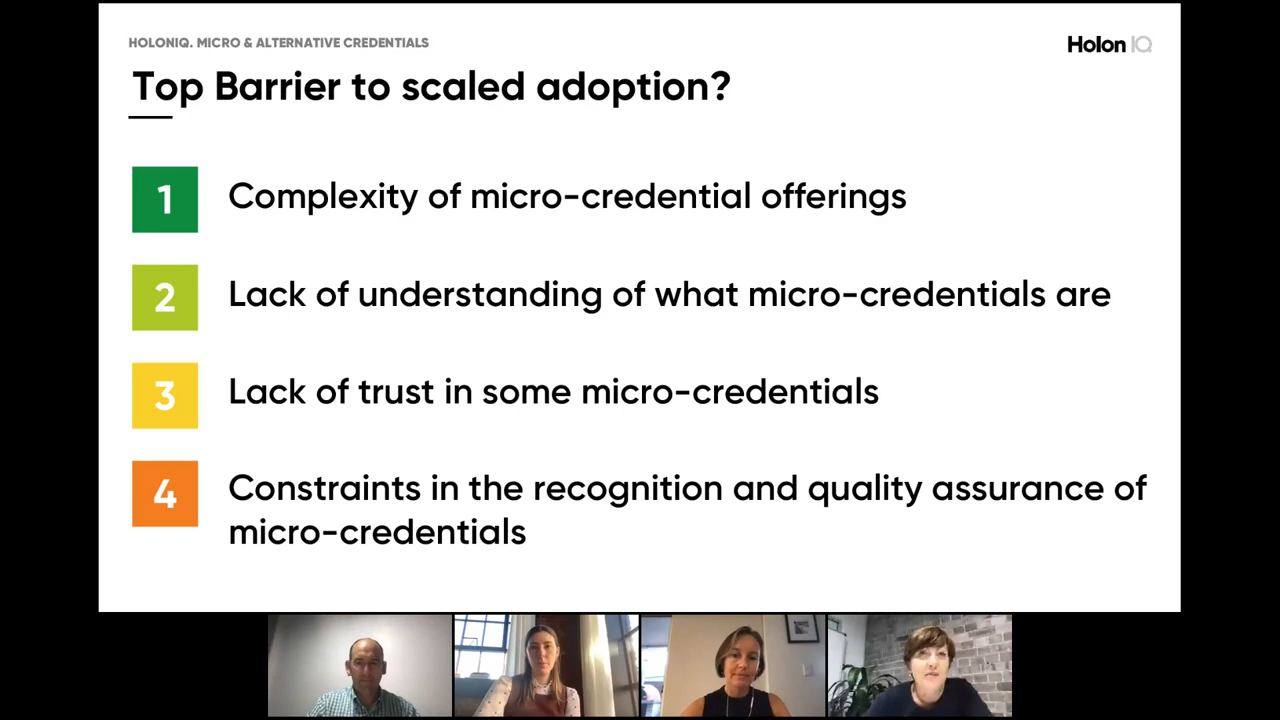 HOLONIQ. MICRO & ALTERNATIVE CREDENTIALS
Holon IQ
Top Barrier to scaled adoption?
1 Complexity of micro-credential offerings
2 Lack of understanding of what micro-credentials are
3 Lack of trust in some micro-credentials
4 Constraints in the recognition and quality assurance of
micro-credentials